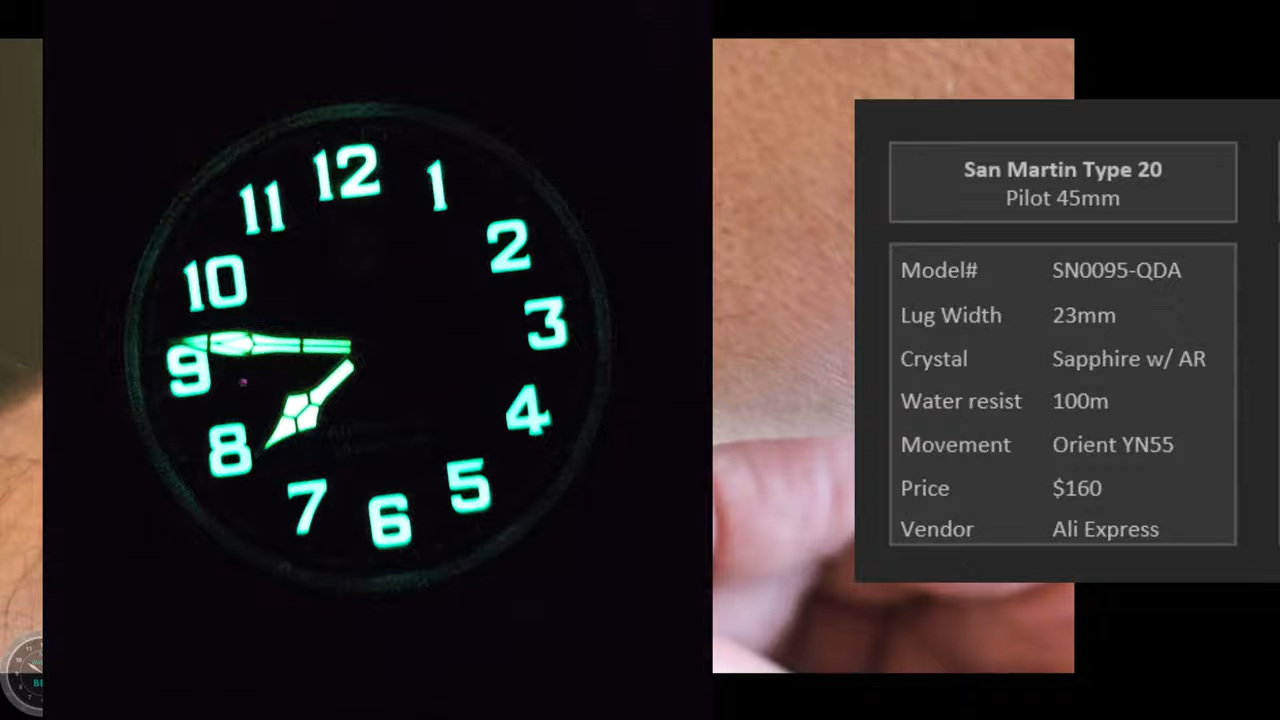 12
1
11
2
10
3
9
4
8
5
7
6
San Martin Type 20
Pilot 45mm
Model# SN0095-QDA
Lug Width 23mm
Crystal Sapphire w/ AR
Water resist 100m
Movement Orient YN55
Price $160
Vendor Ali Express